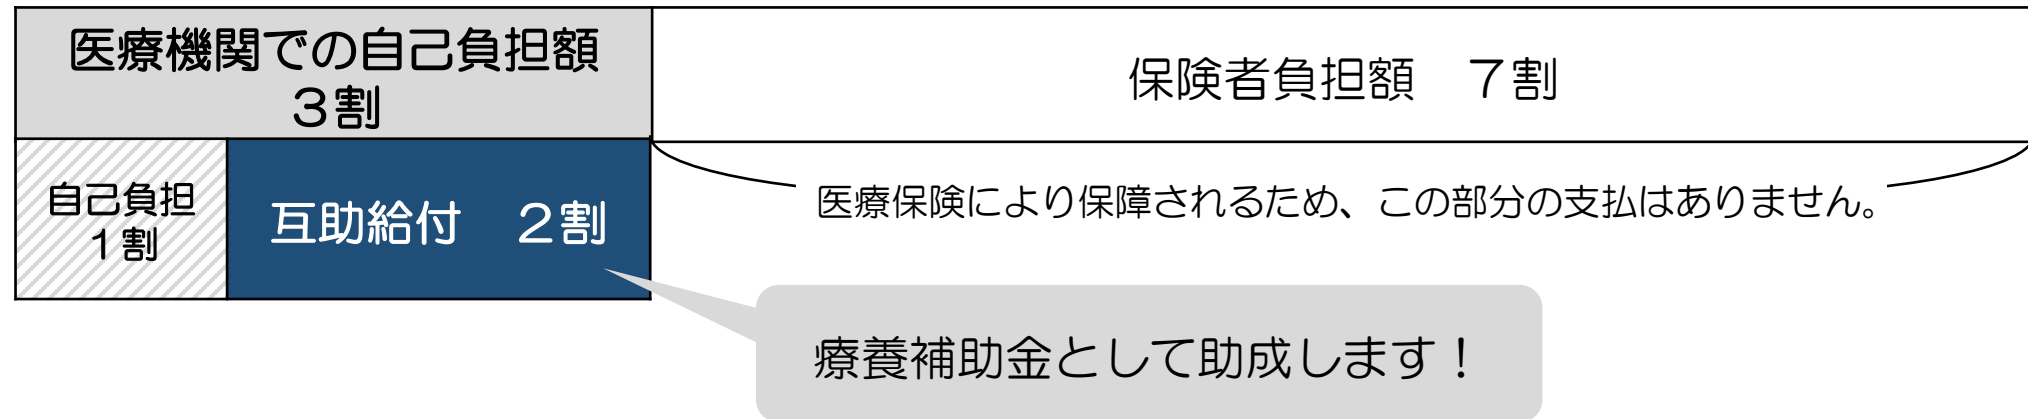 医療機関での自己負担額
３割
保険者負担額　７割
自己負担
１割
互助給付　２割
医療保険により保障されるため、この部分の支払はありません。
療養補助金として助成します！